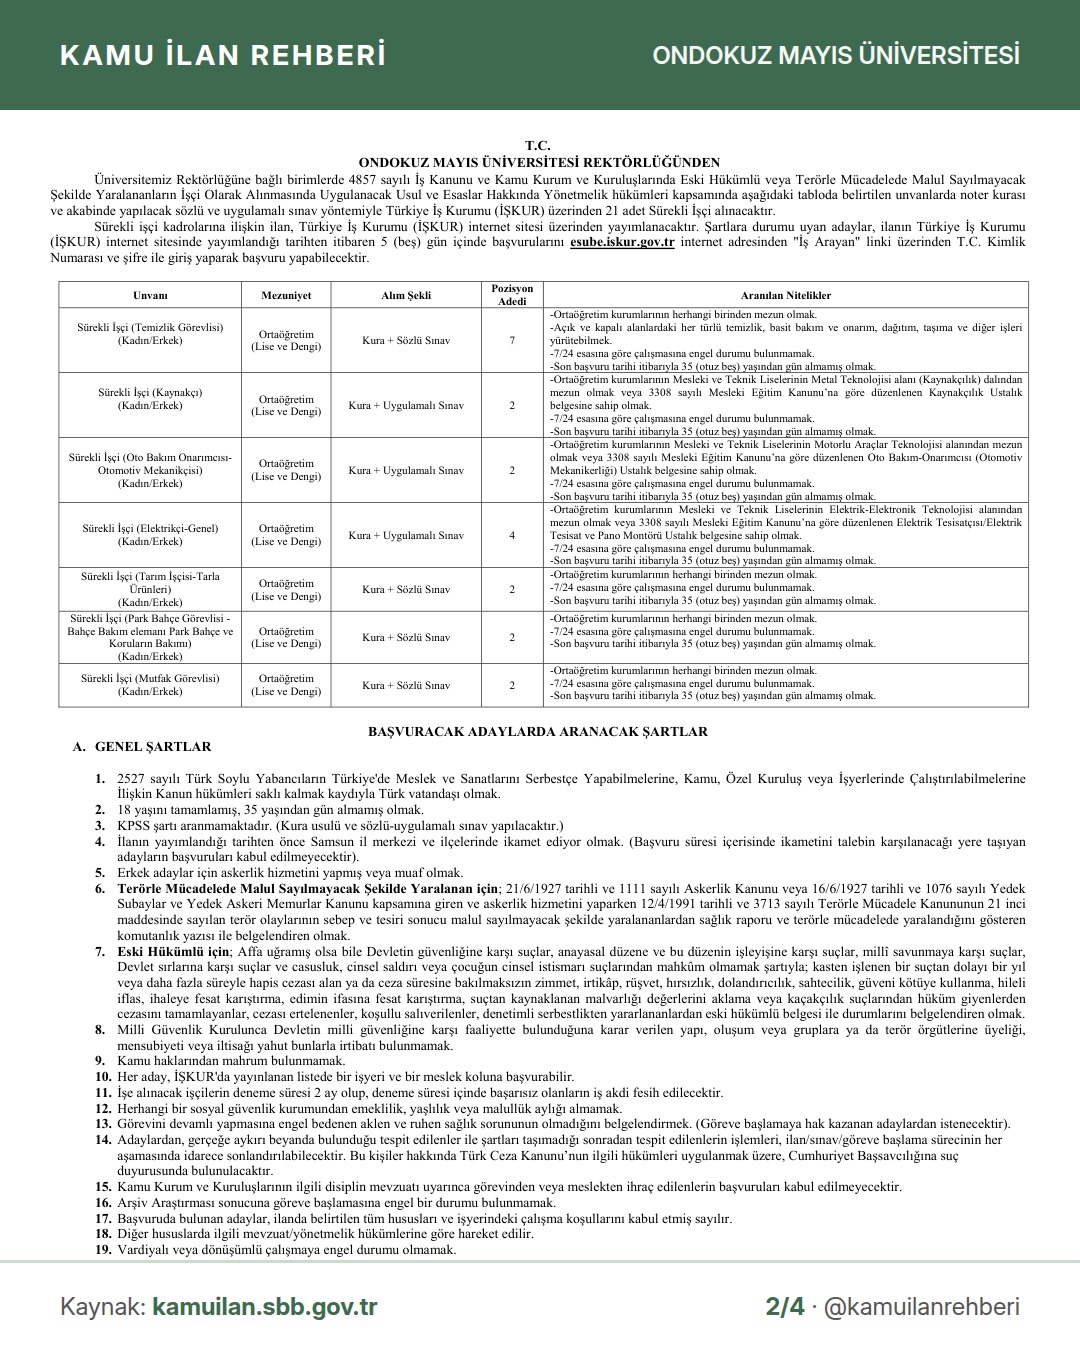 KAMU İLAN REHBERİ
ONDOKUZ MAYIS ÜNİVERSİTESİ
T.C.
ONDOKUZ MAYIS ÜNİVERSİTESİ REKTÖRLÜĞÜNDEN
Üniversitemiz Rektörlüğüne bağlı birimlerde 4857 sayılı İş Kanunu ve Kamu Kurum ve Kuruluşlarında Eski Hükümlü veya Terörle Mücadelede Malul Sayılmayacak
Şekilde Yaralananların İşçi Olarak Alınmasında Uygulanacak Usul ve Esaslar Hakkında Yönetmelik hükümleri kapsamında aşağıdaki tabloda belirtilen unvanlarda noter kurası
ve akabinde yapılacak sözlü ve uygulamalı sınav yöntemiyle Türkiye İş Kurumu (İŞKUR) üzerinden 21 adet Sürekli İşçi alınacaktır.
Sürekli işçi kadrolarına ilişkin ilan, Türkiye İş Kurumu (İŞKUR) internet sitesi üzerinden yayımlanacaktır. Şartlara durumu uyan adaylar, ilanın Türkiye İş Kurumu
(İŞKUR) internet sitesinde yayımlandığı tarihten itibaren 5 (beş) gün içinde başvurularını esube.iskur.gov.tr internet adresinden "İş Arayan" linki üzerinden T.C. Kimlik
Numarası ve şifre ile giriş yaparak başvuru yapabilecektir.
Unvanı Mezuniyet Alım Şekli Pozisyon Adedi Aranılan Nitelikler
Sürekli İşçi (Temizlik Görevlisi)
(Kadın/Erkek)
Ortaöğretim
(Lise ve Dengi)
Kura + Sözlü Sınav
7
-Ortaöğretim kurumlarının herhangi birinden mezun olmak.
-Açık ve kapalı alanlardaki her türlü temizlik, basit bakım ve onarım, dağıtım, taşıma ve diğer işleri
yürütebilmek.
-7/24 esasına göre çalışmasına engel durumu bulunmamak.
-Son başvuru tarihi itibarıyla 35 (otuz beş) yaşından gün almamış olmak.
Sürekli İşçi (Kaynakçı)
(Kadın/Erkek)
Ortaöğretim
(Lise ve Dengi)
Kura + Uygulamalı Sınav
2
-Ortaöğretim kurumlarının Mesleki ve Teknik Liselerinin Metal Teknolojisi alanı (Kaynakçılık) dalından
mezun olmak veya 3308 sayılı Mesleki Eğitim Kanunu’na göre düzenlenen Kaynakçılık Ustalık
belgesine sahip olmak.
-7/24 esasına göre çalışmasına engel durumu bulunmamak.
-Son başvuru tarihi itibarıyla 35 (otuz beş) yaşından gün almamış olmak.
Sürekli İşçi (Oto Bakım Onarımcısı-
Otomotiv Mekanikçisi)
(Kadın/Erkek)
Ortaöğretim
(Lise ve Dengi)
Kura + Uygulamalı Sınav
2
-Ortaöğretim kurumlarının Mesleki ve Teknik Liselerinin Motorlu Araçlar Teknolojisi alanından mezun
olmak veya 3308 sayılı Mesleki Eğitim Kanunu’na göre düzenlenen Oto Bakım-Onarımcısı (Otomotiv
Mekanikerliği) Ustalık belgesine sahip olmak.
-7/24 esasına göre çalışmasına engel durumu bulunmamak.
-Son başvuru tarihi itibarıyla 35 (otuz beş) yaşından gün almamış olmak.
Sürekli İşçi (Elektrikçi-Genel)
(Kadın/Erkek)
Ortaöğretim
(Lise ve Dengi)
Kura + Uygulamalı Sınav
4
-Ortaöğretim kurumlarının Mesleki ve Teknik Liselerinin Elektrik-Elektronik Teknolojisi alanından
mezun olmak veya 3308 sayılı Mesleki Eğitim Kanunu’na göre düzenlenen Elektrik Tesisatçısı/Elektrik
Tesisat ve Pano Montörü Ustalık belgesine sahip olmak.
-7/24 esasına göre çalışmasına engel durumu bulunmamak.
-Son başvuru tarihi itibarıyla 35 (otuz beş) yaşından gün almamış olmak.
Sürekli İşçi (Tarım İşçisi-Tarla
Ürünleri)
(Kadın/Erkek)
Ortaöğretim
(Lise ve Dengi)
Kura + Sözlü Sınav
2
-Ortaöğretim kurumlarının herhangi birinden mezun olmak.
-7/24 esasına göre çalışmasına engel durumu bulunmamak.
-Son başvuru tarihi itibarıyla 35 (otuz beş) yaşından gün almamış olmak.
Sürekli İşçi (Park Bahçe Görevlisi -
Bahçe Bakım elemanı Park Bahçe ve
Koruların Bakımı)
(Kadın/Erkek)
Ortaöğretim
(Lise ve Dengi)
Kura + Sözlü Sınav
2
-Ortaöğretim kurumlarının herhangi birinden mezun olmak.
-7/24 esasına göre çalışmasına engel durumu bulunmamak.
-Son başvuru tarihi itibarıyla 35 (otuz beş) yaşından gün almamış olmak.
Sürekli İşçi (Mutfak Görevlisi)
(Kadın/Erkek)
Ortaöğretim
(Lise ve Dengi)
Kura + Sözlü Sınav
2
-Ortaöğretim kurumlarının herhangi birinden mezun olmak.
-7/24 esasına göre çalışmasına engel durumu bulunmamak.
-Son başvuru tarihi itibarıyla 35 (otuz beş) yaşından gün almamış olmak.
BAŞVURACAK ADAYLARDA ARANACAK ŞARTLAR
A. GENEL ŞARTLAR
1. 2527 sayılı Türk Soylu Yabancıların Türkiye'de Meslek ve Sanatlarını Serbestçe Yapabilmelerine, Kamu, Özel Kuruluş veya İşyerlerinde Çalıştırılabilmelerine
İlişkin Kanun hükümleri saklı kalmak kaydıyla Türk vatandaşı olmak.
2. 18 yaşını tamamlamış, 35 yaşından gün almamış olmak.
3. KPSS şartı aranmamaktadır. (Kura usulü ve sözlü-uygulamalı sınav yapılacaktır.)
4. İlanın yayımlandığı tarihten önce Samsun il merkezi ve ilçelerinde ikamet ediyor olmak. (Başvuru süresi içerisinde ikametini talebin karşılanacağı yere taşıyan
adayların başvuruları kabul edilmeyecektir).
5. Erkek adaylar için askerlik hizmetini yapmış veya muaf olmak.
6. Terörle Mücadelede Malul Sayılmayacak Şekilde Yaralanan için; 21/6/1927 tarihli ve 1111 sayılı Askerlik Kanunu veya 16/6/1927 tarihli ve 1076 sayılı Yedek
Subaylar ve Yedek Askeri Memurlar Kanunu kapsamına giren ve askerlik hizmetini yaparken 12/4/1991 tarihli ve 3713 sayılı Terörle Mücadele Kanununun 21 inci
maddesinde sayılan terör olaylarının sebep ve tesiri sonucu malul sayılmayacak şekilde yaralananlardan sağlık raporu ve terörle mücadelede yaralandığını gösteren
komutanlık yazısı ile belgelendiren olmak.
7. Eski Hükümlü için; Affa uğramış olsa bile Devletin güvenliğine karşı suçlar, anayasal düzene ve bu düzenin işleyişine karşı suçlar, millî savunmaya karşı suçlar,
Devlet sırlarına karşı suçlar ve casusluk, cinsel saldırı veya çocuğun cinsel istismarı suçlarından mahkûm olmamak şartıyla; kasten işlenen bir suçtan dolayı bir yıl
veya daha fazla süreyle hapis cezası alan ya da ceza süresine bakılmaksızın zimmet, irtikâp, rüşvet, hırsızlık, dolandırıcılık, sahtecilik, güveni kötüye kullanma, hileli
iflas, ihaleye fesat karıştırma, edimin ifasına fesat karıştırma, suçtan kaynaklanan malvarlığı değerlerini aklama veya kaçakçılık suçlarından hüküm giyenlerden
cezasını tamamlayanlar, cezası ertelenenler, koşullu salıverilenler, denetimli serbestlikten yararlananlardan eski hükümlü belgesi ile durumlarını belgelendiren olmak.
8. Milli Güvenlik Kurulunca Devletin milli güvenliğine karşı faaliyette bulunduğuna karar verilen yapı, oluşum veya gruplara ya da terör örgütlerine üyeliği,
mensubiyeti veya iltisağı yahut bunlarla irtibatı bulunmamak.
9. Kamu haklarından mahrum bulunmamak.
10. Her aday, İŞKUR'da yayınlanan listede bir işyeri ve bir meslek koluna başvurabilir.
11. İşe alınacak işçilerin deneme süresi 2 ay olup, deneme süresi içinde başarısız olanların iş akdi fesih edilecektir.
12. Herhangi bir sosyal güvenlik kurumundan emeklilik, yaşlılık veya malullük aylığı almamak.
13. Görevini devamlı yapmasına engel bedenen aklen ve ruhen sağlık sorununun olmadığını belgelendirmek. (Göreve başlamaya hak kazanan adaylardan istenecektir).
14. Adaylardan, gerçeğe aykırı beyanda bulunduğu tespit edilenler ile şartları taşımadığı sonradan tespit edilenlerin işlemleri, ilan/sınav/göreve başlama sürecinin her
aşamasında idarece sonlandırılabilecektir. Bu kişiler hakkında Türk Ceza Kanunu’nun ilgili hükümleri uygulanmak üzere, Cumhuriyet Başsavcılığına suç
duyurusunda bulunulacaktır.
15. Kamu Kurum ve Kuruluşlarının ilgili disiplin mevzuatı uyarınca görevinden veya meslekten ihraç edilenlerin başvuruları kabul edilmeyecektir.
16. Arşiv Araştırması sonucuna göreve başlamasına engel bir durumu bulunmamak.
17. Başvuruda bulunan adaylar, ilanda belirtilen tüm hususları ve işyerindeki çalışma koşullarını kabul etmiş sayılır.
18. Diğer hususlarda ilgili mevzuat/yönetmelik hükümlerine göre hareket edilir.
19. Vardiyalı veya dönüşümlü çalışmaya engel durumu olmamak.
Kaynak: kamuilan.sbb.gov.tr
2/4 · @kamuilanrehberi